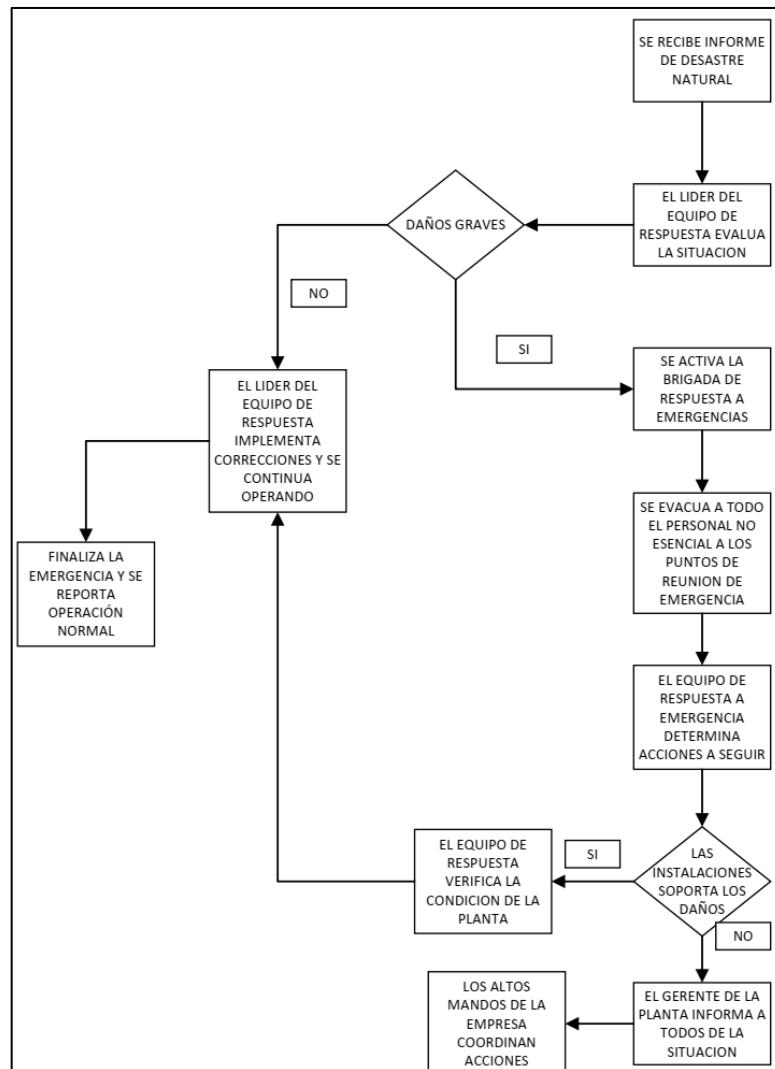 SE RECIBE INFORME
DE DESASTRE
NATURAL
EL LIDER DEL
EQUIPO DE
RESPUESTA EVALUA
LA SITUACION
DAÑOS GRAVES
NO
SI
EL LIDER DEL
EQUIPO DE
RESPUESTA
IMPLEMENTA
CORRECCIONES Y SE
CONTINUA
OPERANDO
SE ACTIVA LA
BRIGADA DE
RESPUESTA A
EMERGENCIAS
SE EVACUA A TODO
EL PERSONAL NO
ESENCIAL A LOS
PUNTOS DE
REUNION DE
EMERGENCIA
FINALIZA LA
EMERGENCIA Y SE
REPORTA
OPERACIÓN
NORMAL
EL EQUIPO DE
RESPUESTA A
EMERGENCIA
DETERMINA
ACCIONES A SEGUIR
LAS
INSTALACIONES
SOPORTA LOS
DAÑOS
SI
EL EQUIPO DE
RESPUESTA
VERIFICA LA
CONDICION DE LA
PLANTA
NO
EL GERENTE DE LA
PLANTA INFORMA A
TODOS DE LA
SITUACION
LOS ALTOS
MANDOS DE LA
EMPRESA
COORDINAN
ACCIONES